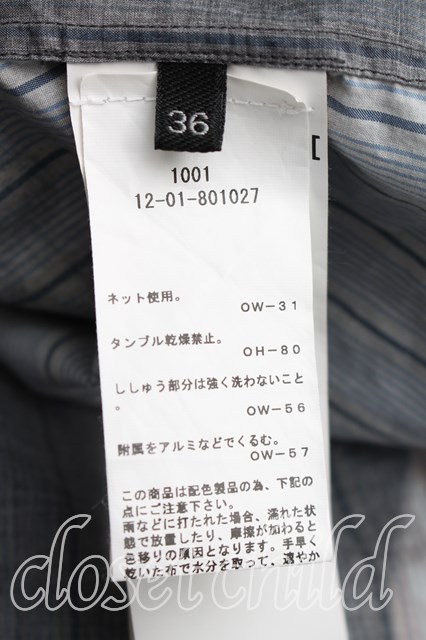 36
1001
12-01-801027
ネット使用。
OW-31
タンブル乾燥禁止。
OH-80
ししゅう部分は強く洗わないこと
。
OW-56
附属をアルミなどでくるむ。
OW-57
この商品は配色製品の為、下記の
点にご注意下さい。
雨などに打たれた場合、濡れた状
態で放置したり、摩擦が加わると
色移りの原因となります。手早く
乾いた布で水分を取って、速やか
closet child